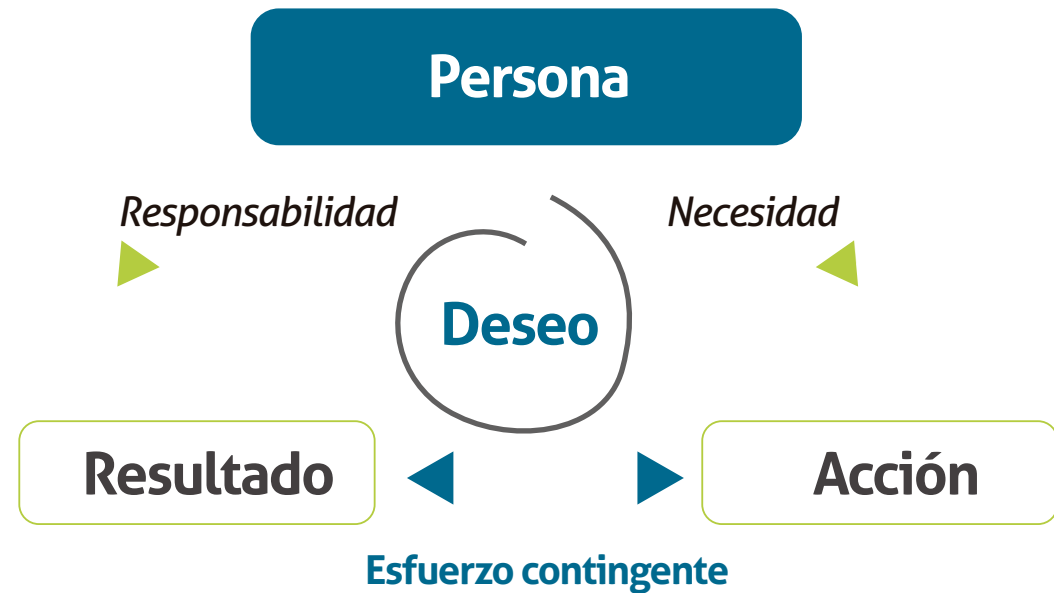 Persona
Responsabilidad
Necesidad
Deseo
Resultado
Acción
Esfuerzo contingente